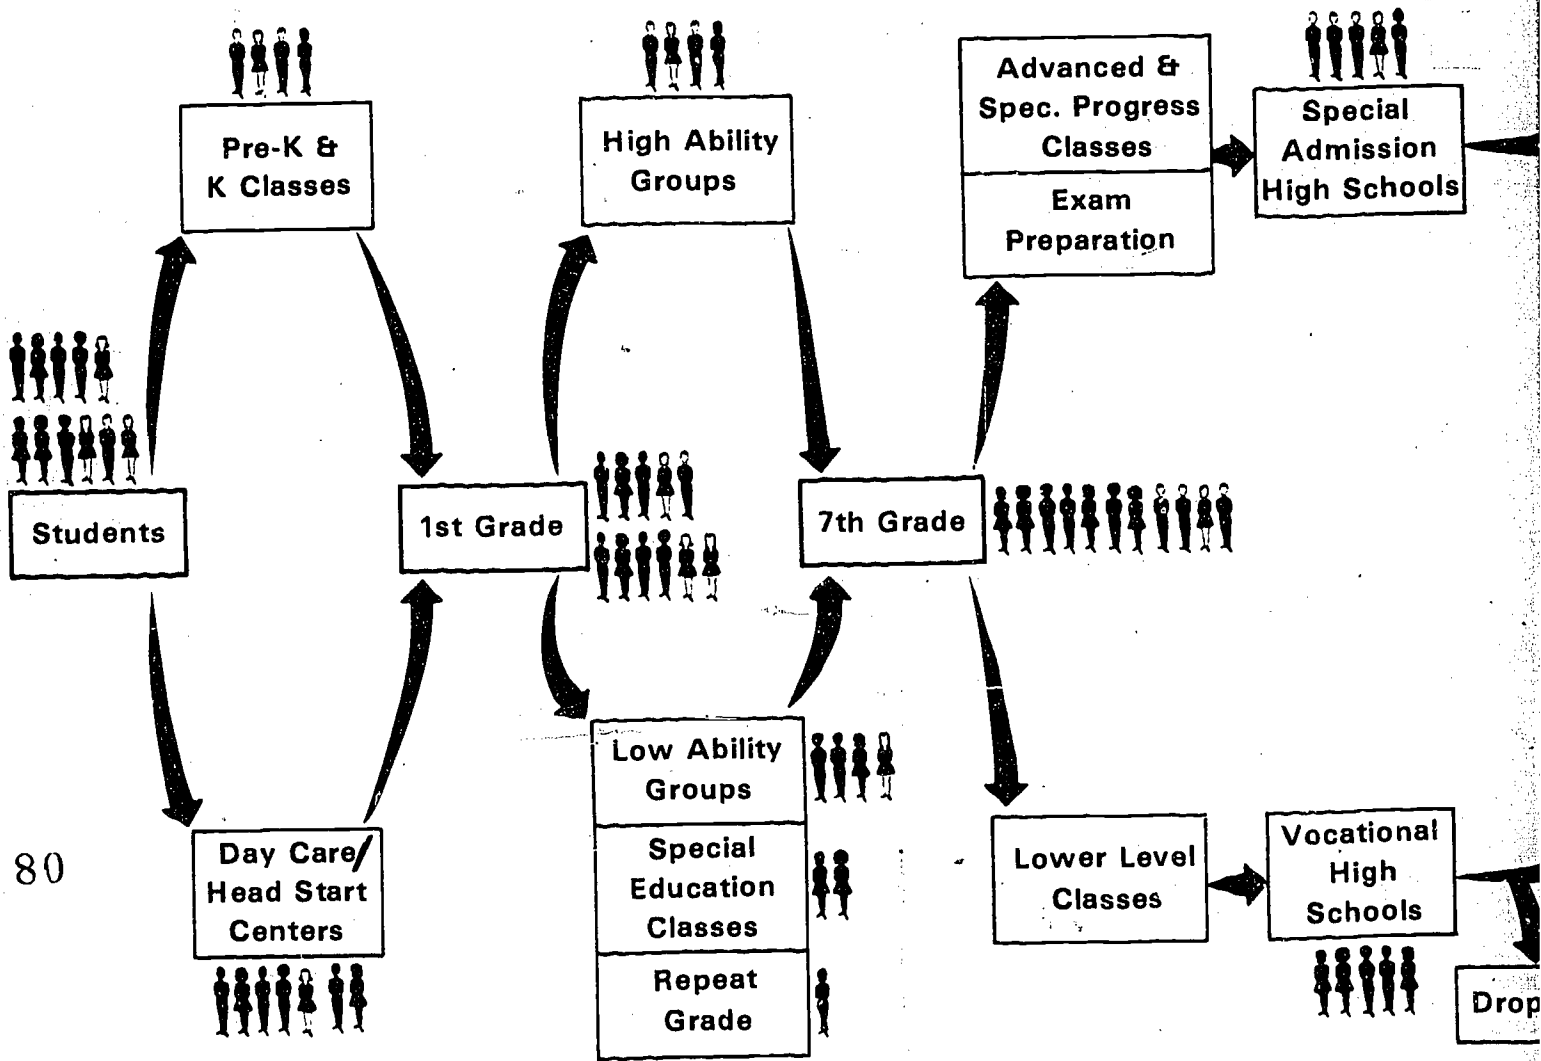 Pre-K &
K Classes
High Ability
Groups
Advanced &
Spec. Progress
Classes
Exam
Preparation
Special
Admission
High Schools
Students
1st Grade
7th Grade
Day Care/
Head Start
Centers
Low Ability
Groups
Special
Education
Classes
Repeat
Grade
Lower Level
Classes
Vocational
High
Schools
Drop
80